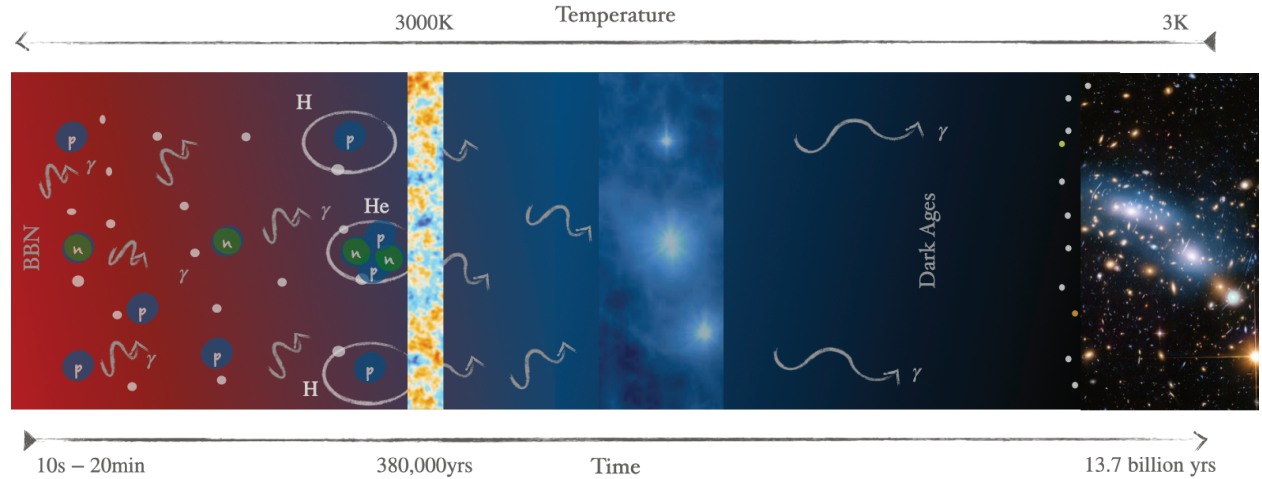 Temperature
3000K
3K
H
p
p
γ
γ
He
γ
BBN
n
n
p
n
n
p
γ
Dark Ages
p
p
p
γ
p
H
γ
10s – 20min
380,000yrs
Time
13.7 billion yrs